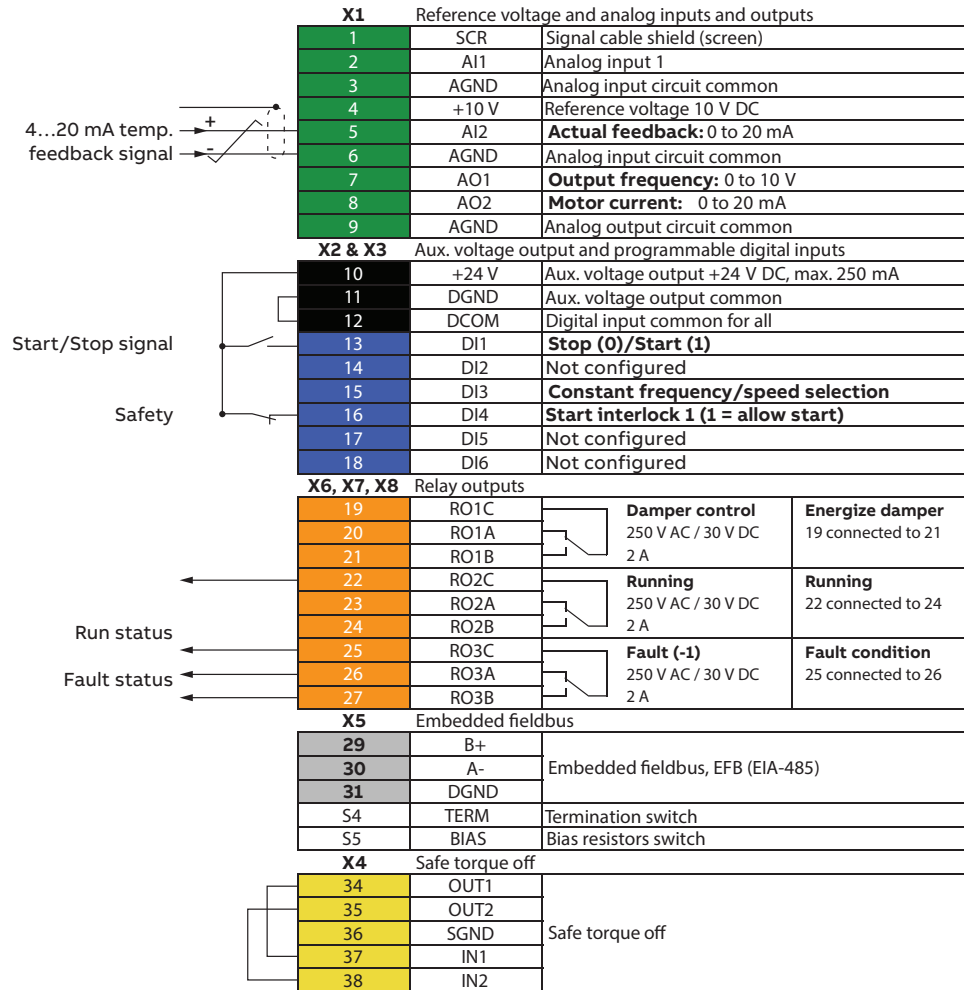 X1 Reference voltage and analog inputs and outputs
1 SCR Signal cable shield (screen)
2 AI1 Analog input 1
3 AGND Analog input circuit common
4 +10 V Reference voltage 10 V DC
4…20 mA temp. + 5 AI2 Actual feedback: 0 to 20 mA
feedback signal - 6 AGND Analog input circuit common
7 AO1 Output frequency: 0 to 10 V
8 AO2 Motor current: 0 to 20 mA
9 AGND Analog output circuit common
X2 & X3 Aux. voltage output and programmable digital inputs
10 +24 V Aux. voltage output +24 V DC, max. 250 mA
11 DGND Aux. voltage output common
12 DCOM Digital input common for all
Start/Stop signal 13 DI1 Stop (0)/Start (1)
14 DI2 Not configured
15 DI3 Constant frequency/speed selection
Safety 16 DI4 Start interlock 1 (1 = allow start)
17 DI5 Not configured
18 DI6 Not configured
X6, X7, X8 Relay outputs
19 RO1C Damper control Energize damper
20 RO1A 250 V AC / 30 V DC 19 connected to 21
21 RO1B 2 A
22 RO2C Running Running
23 RO2A 250 V AC / 30 V DC 22 connected to 24
Run status 24 RO2B 2 A
25 RO3C Fault (-1) Fault condition
Fault status 26 RO3A 250 V AC / 30 V DC 25 connected to 26
27 RO3B 2 A
X5 Embedded fieldbus
29 B+
30 A- Embedded fieldbus, EFB (EIA-485)
31 DGND
S4 TERM Termination switch
S5 BIAS Bias resistors switch
X4 Safe torque off
34 OUT1
35 OUT2
36 SGND Safe torque off
37 IN1
38 IN2